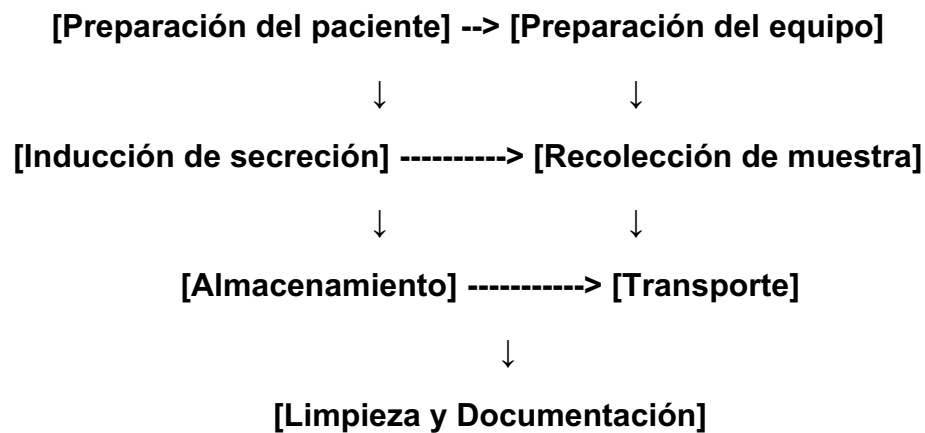 [Preparación del paciente] --> [Preparación del equipo]
↓ ↓
[Inducción de secreción] ----------> [Recolección de muestra]
↓ ↓
[Almacenamiento] -----------> [Transporte]
↓
[Limpieza y Documentación]